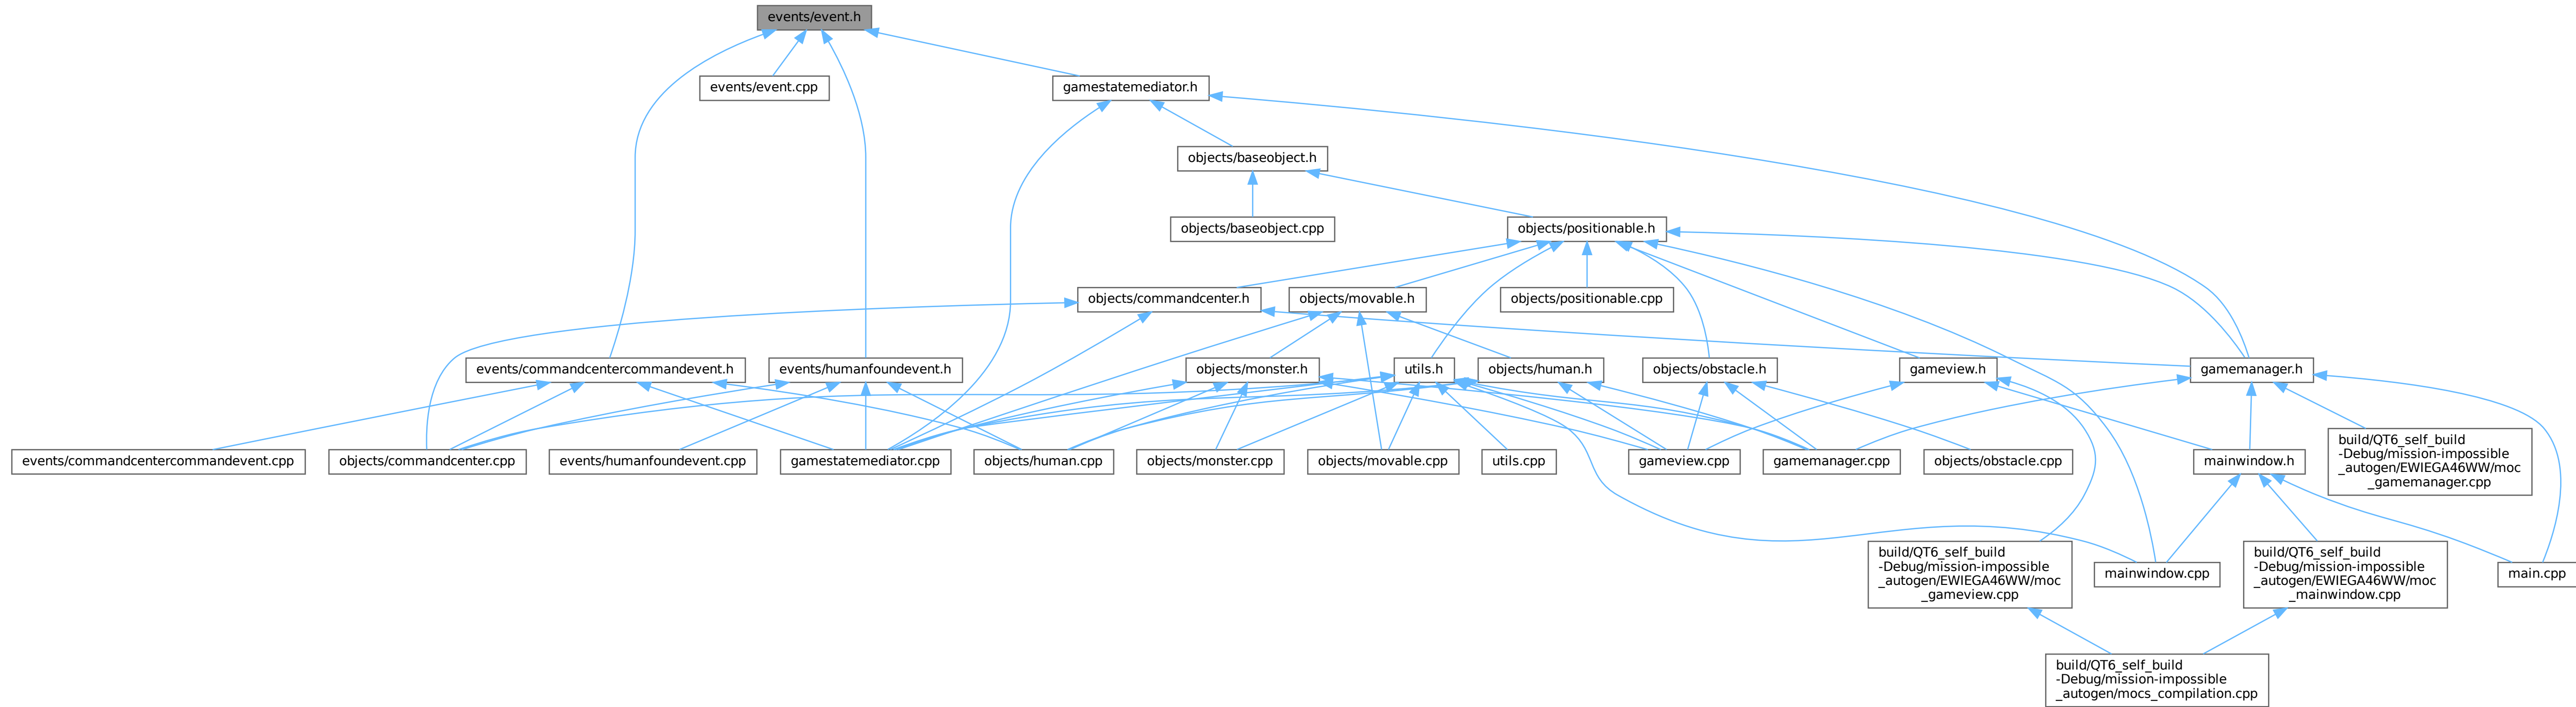 events/event.h
events/event.cpp
gamestatemediator.h
objects/baseobject.h
objects/baseobject.cpp
objects/positionable.h
objects/commandcenter.h
objects/movable.h
objects/positionable.cpp
events/commandcentercommandevent.h
events/humanfoundevent.h
objects/monster.h
utils.h
objects/human.h
objects/obstacle.h
gameview.h
gamemanager.h
events/commandcentercommandevent.cpp
objects/commandcenter.cpp
events/humanfoundevent.cpp
gamestatemediator.cpp
objects/human.cpp
objects/monster.cpp
objects/movable.cpp
utils.cpp
gameview.cpp
gamemanager.cpp
objects/obstacle.cpp
mainwindow.h
build/QT6_self_build
-Debug/mission-impossible
_autogen/EWIEGA46WW/moc
_gamemanager.cpp
build/QT6_self_build
-Debug/mission-impossible
_autogen/EWIEGA46WW/moc
_gameview.cpp
mainwindow.cpp
build/QT6_self_build
-Debug/mission-impossible
_autogen/EWIEGA46WW/moc
_mainwindow.cpp
main.cpp
build/QT6_self_build
-Debug/mission-impossible
_autogen/mocs_compilation.cpp